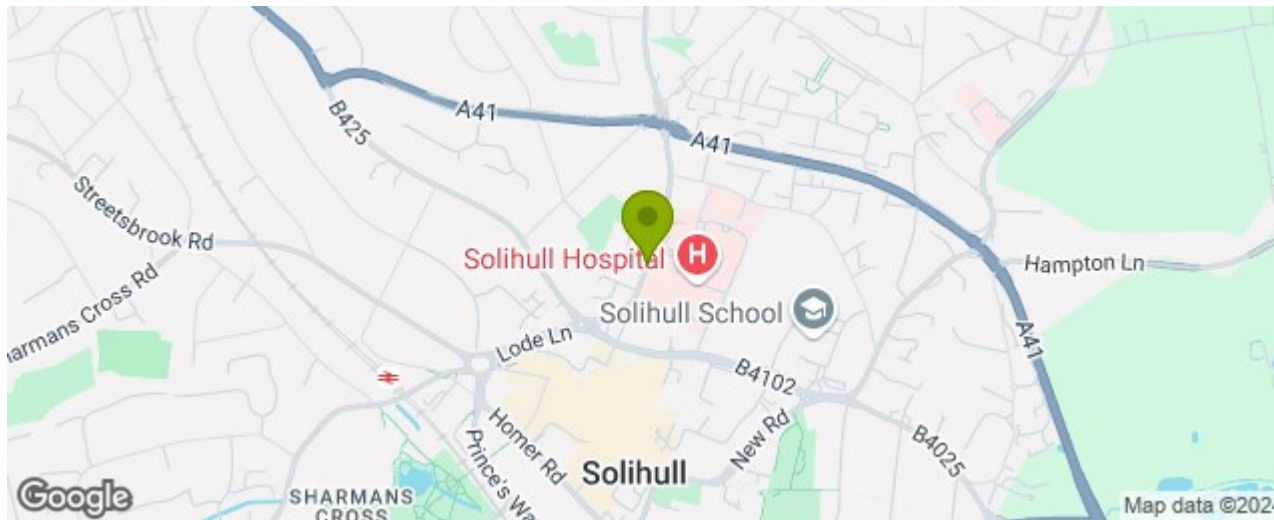 A41
A41
B425
Streetsbrook Rd
Solihull Hospital
H
Hampton Ln
armans Cross Rd
Solihull School
A41
Lode Ln
B4102
Homer Rd
New Rd
B4025
Prince's Wa
Solihull
SHARMANS
CROSS
Google
Map data ©2024